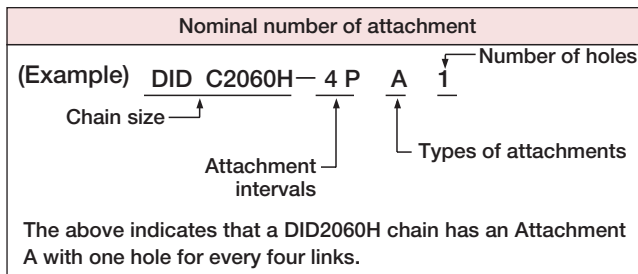 Nominal number of attachment
Number of holes
(Example) DID C2060H－4 P A 1
Chain size
Types of attachments
Attachment
intervals
The above indicates that a DID2060H chain has an Attachment
A with one hole for every four links.